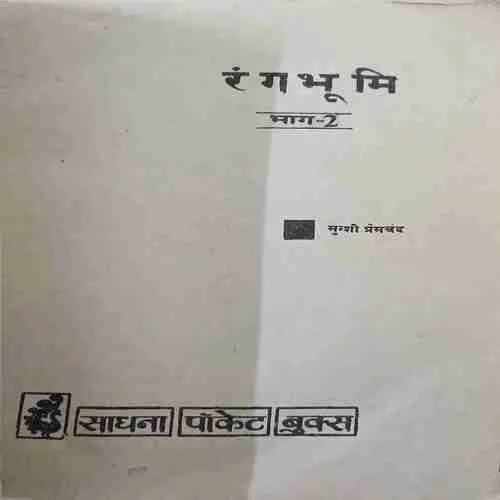 रंगभूमि
भाग-2
मुन्शी प्रेमचंद
साधना पॉकेट बुक्स